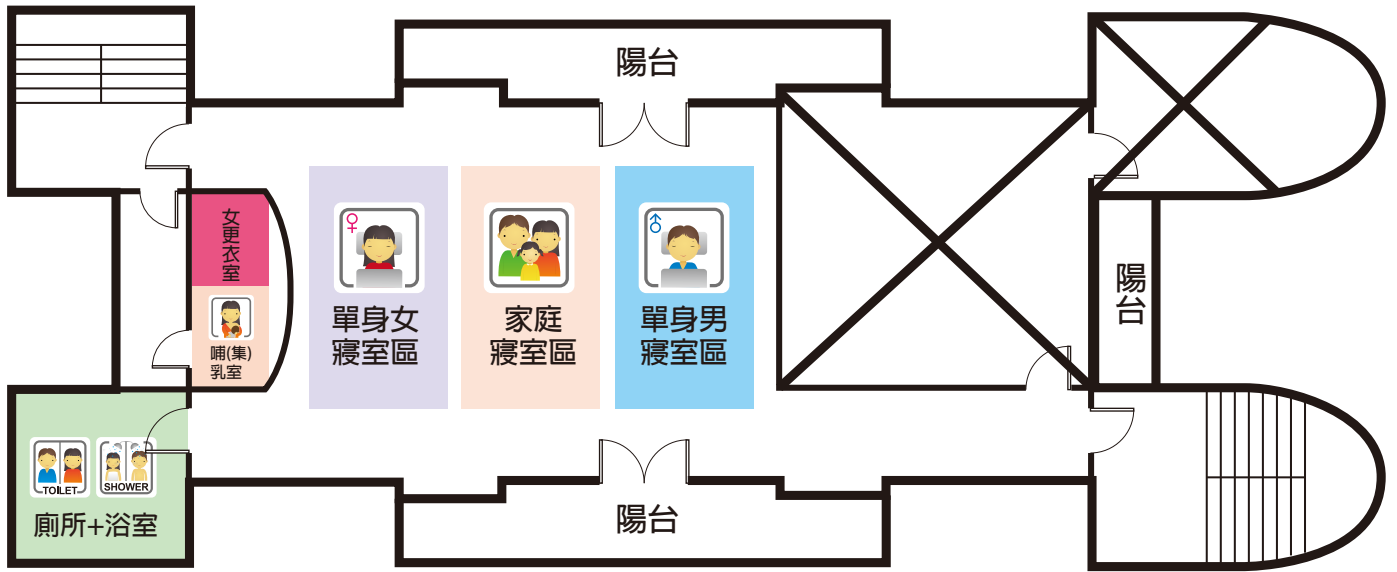 陽台
女更衣室
哺(集)
乳室
單身女
寢室區
家庭
寢室區
單身男
寢室區
陽台
TOILET
SHOWER
廁所+浴室
陽台